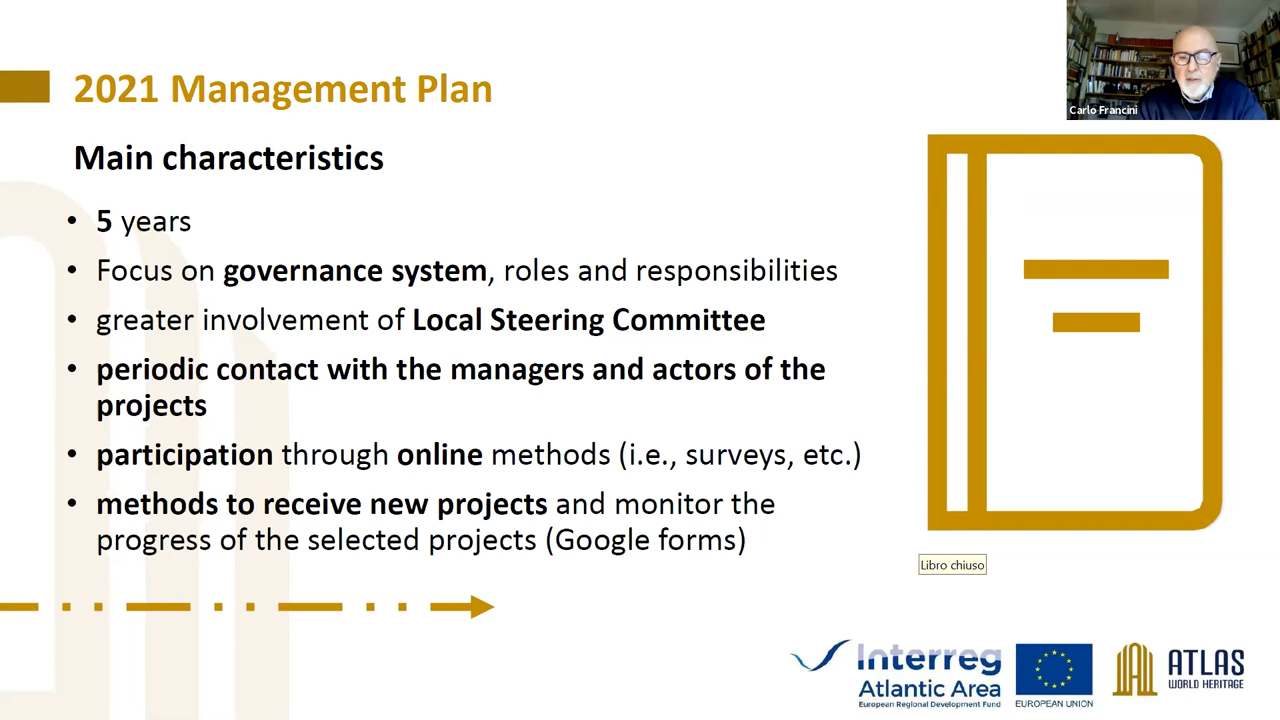 2021 Management Plan
Carlo Francini
Main characteristics
• 5 years
• Focus on governance system, roles and responsibilities
• greater involvement of Local Steering Committee
• periodic contact with the managers and actors of the
projects
• participation through online methods (i.e., surveys, etc.)
• methods to receive new projects and monitor the
progress of the selected projects (Google forms)
Libro chiuso
Interreg
Atlantic Area
European Regional Development Fund
EUROPEAN UNION
ATLAS
WORLD HERITAGE